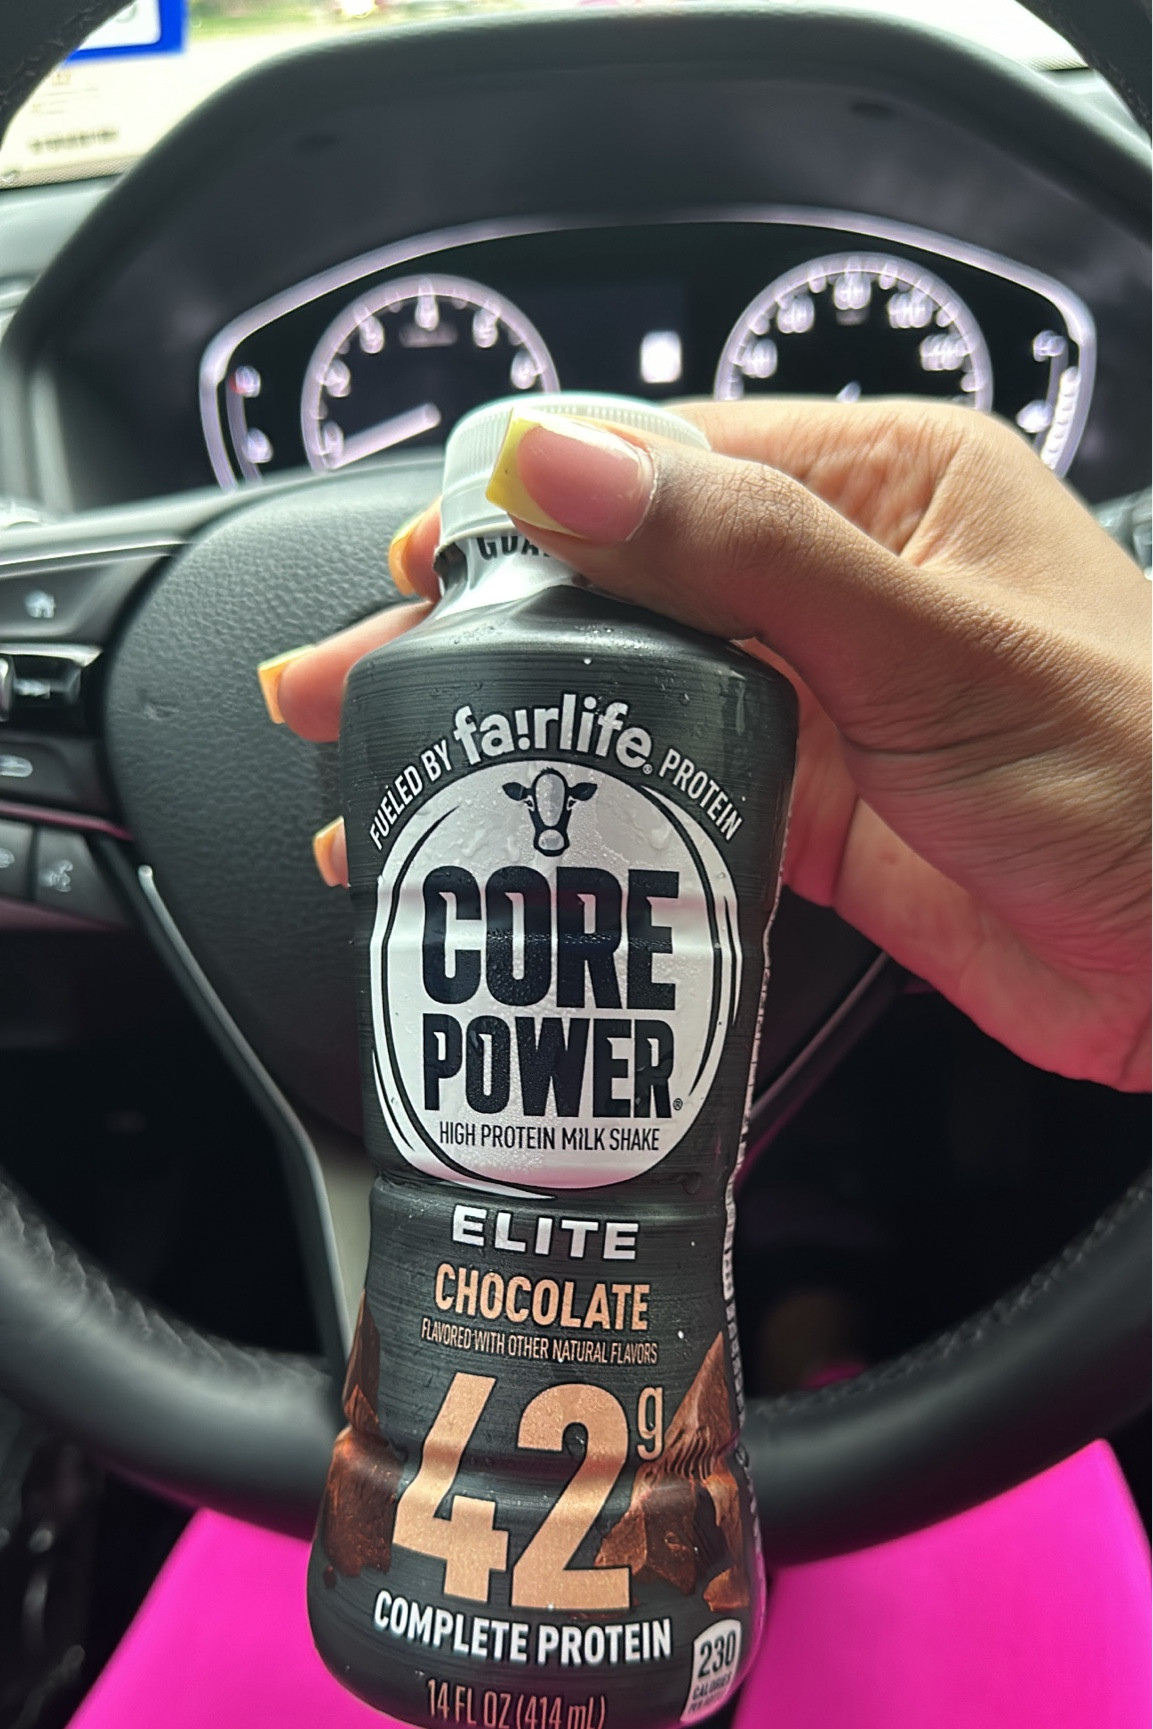 FUELED BY fa!rlife® PROTEIN
CORE
POWER®
HIGH PROTEIN MILK SHAKE
ELITE
CHOCOLATE
FLAVORED WITH OTHER NATURAL FLAVORS
42g
COMPLETE PROTEIN
230
CALORIES
14 FL OZ (414 mL)